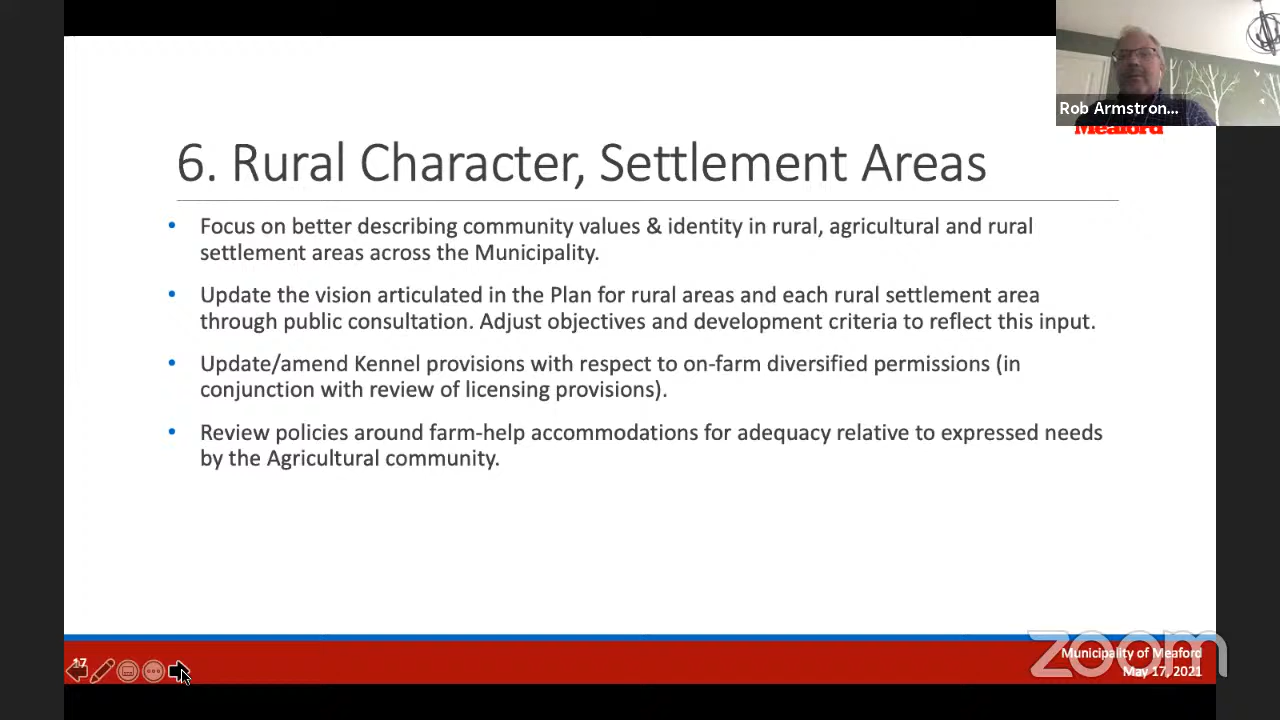 Rob Armstron...
Meaford
6. Rural Character, Settlement Areas
• Focus on better describing community values & identity in rural, agricultural and rural
settlement areas across the Municipality.
• Update the vision articulated in the Plan for rural areas and each rural settlement area
through public consultation. Adjust objectives and development criteria to reflect this input.
• Update/amend Kennel provisions with respect to on-farm diversified permissions (in
conjunction with review of licensing provisions).
• Review policies around farm-help accommodations for adequacy relative to expressed needs
by the Agricultural community.
17
zoom
Municipality of Meaford
May 17, 2021